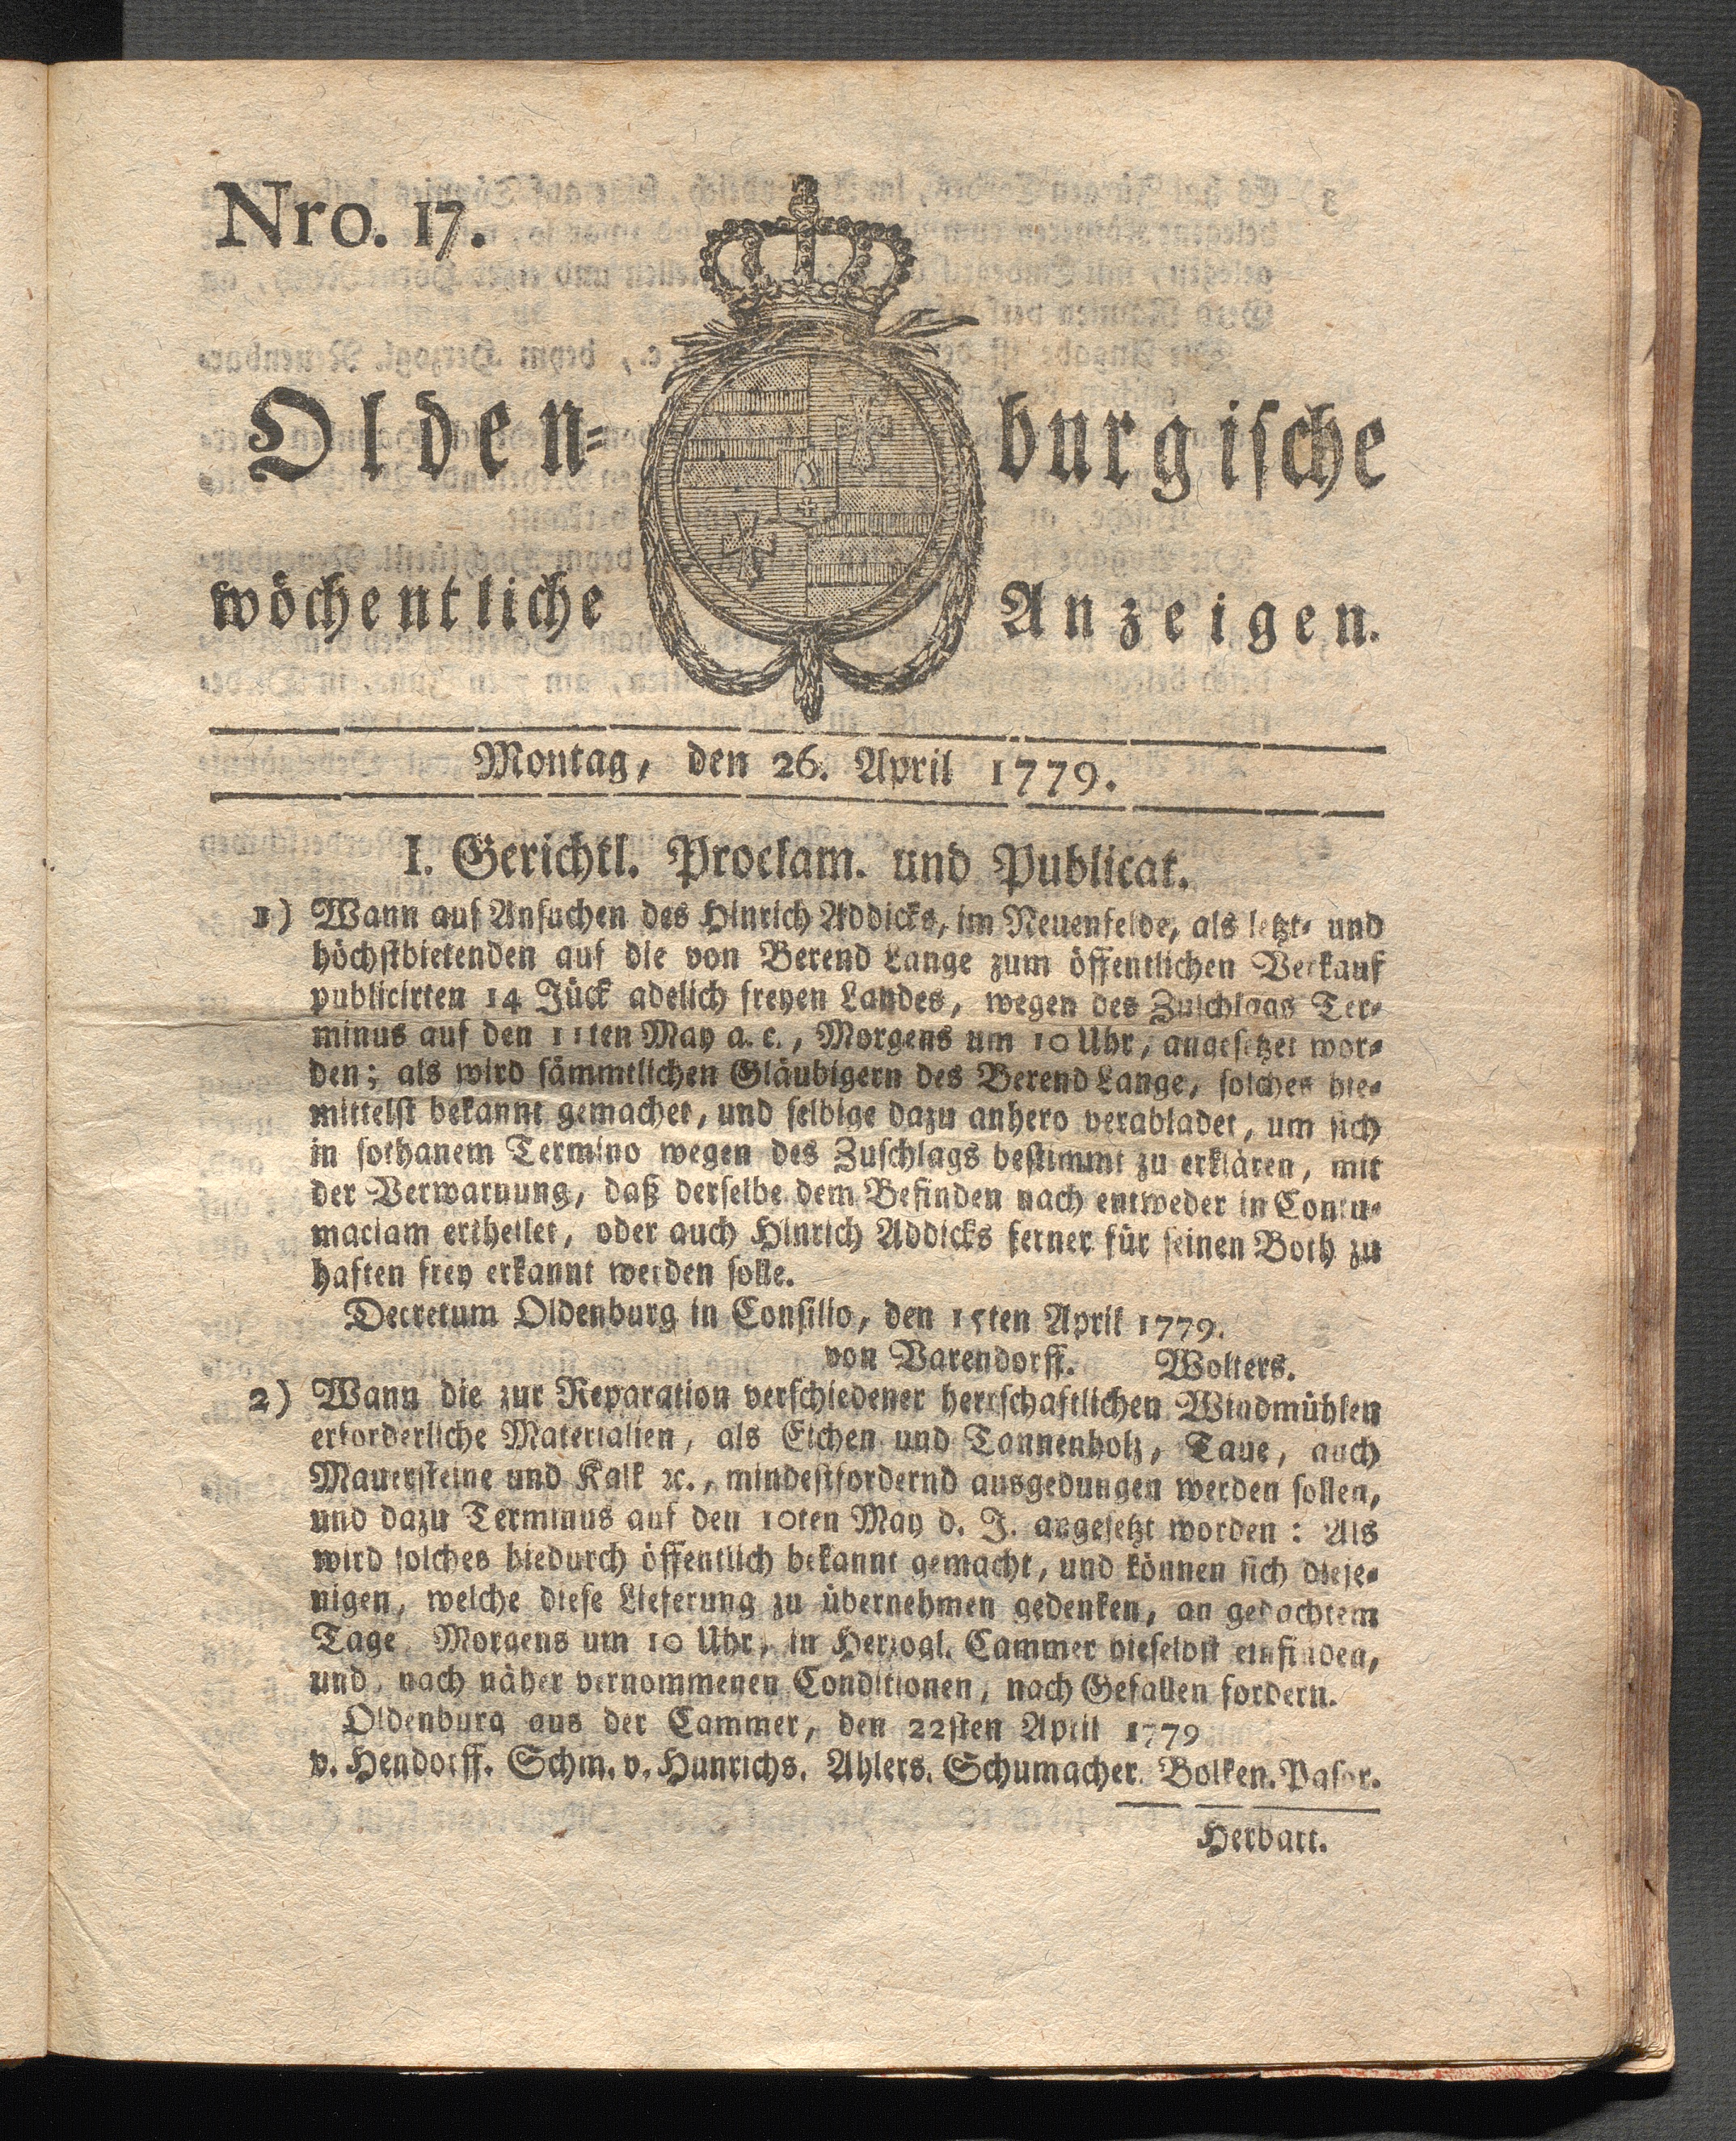 Nro. 17.
Olden-burgische
wöchentliche Anzeigen.
Montag, den 26. April 1779.
I. Gerichtl. Proclam. und Publicat.
1) Wann auf Ansuchen des Hinrich Addicks, im Neuenfelde, als letzt- und
höchstbietenden auf die von Berend Lange zum öffentlichen Verkauf
publicirten 14 Jück adelich freyen Landes, wegen des Zuschlags Ter-
minus auf den 11ten May a. c., Morgens um 10 Uhr, angesetzet wor-
den; als wird sämmtlichen Gläubigern des Berend Lange, solches hie-
mittelst bekannt gemachet, und selbige dazu anhero verabladet, um sich
in sothanem Termino wegen des Zuschlags bestimmt zu erklären, mit
der Verwarnung, daß derselbe dem Befinden nach entweder in Contu-
maciam ertheilet, oder auch Hinrich Addicks ferner für seinen Both zu
haften frey erkannt werden solle.
Decretum Oldenburg in Consilio, den 15ten April 1779.
von Varendorff. Wolters.
2) Wann die zur Reparation verschiedener herrschaftlichen Windmühlen
erforderliche Materialien, als Eichen und Tannenholz, Taue, auch
Mauersteine und Kalk ꝛc., mindestfordernd ausgedungen werden sollen,
und dazu Terminus auf den 10ten May d. J. angesetzt worden: Als
wird solches hiedurch öffentlich bekannt gemacht, und können sich dieje-
nigen, welche diese Lieferung zu übernehmen gedenken, an gedachtem
Tage, Morgens um 10 Uhr, in Herzogl. Cammer hieselbst einfinden,
und, nach näher vernommenen Conditionen, nach Gefallen fordern.
Oldenburg aus der Cammer, den 22sten April 1779
v. Hendorff. Schm. v. Hunrichs. Ahlers. Schumacher. Bolken. Pasor.
Herbart.